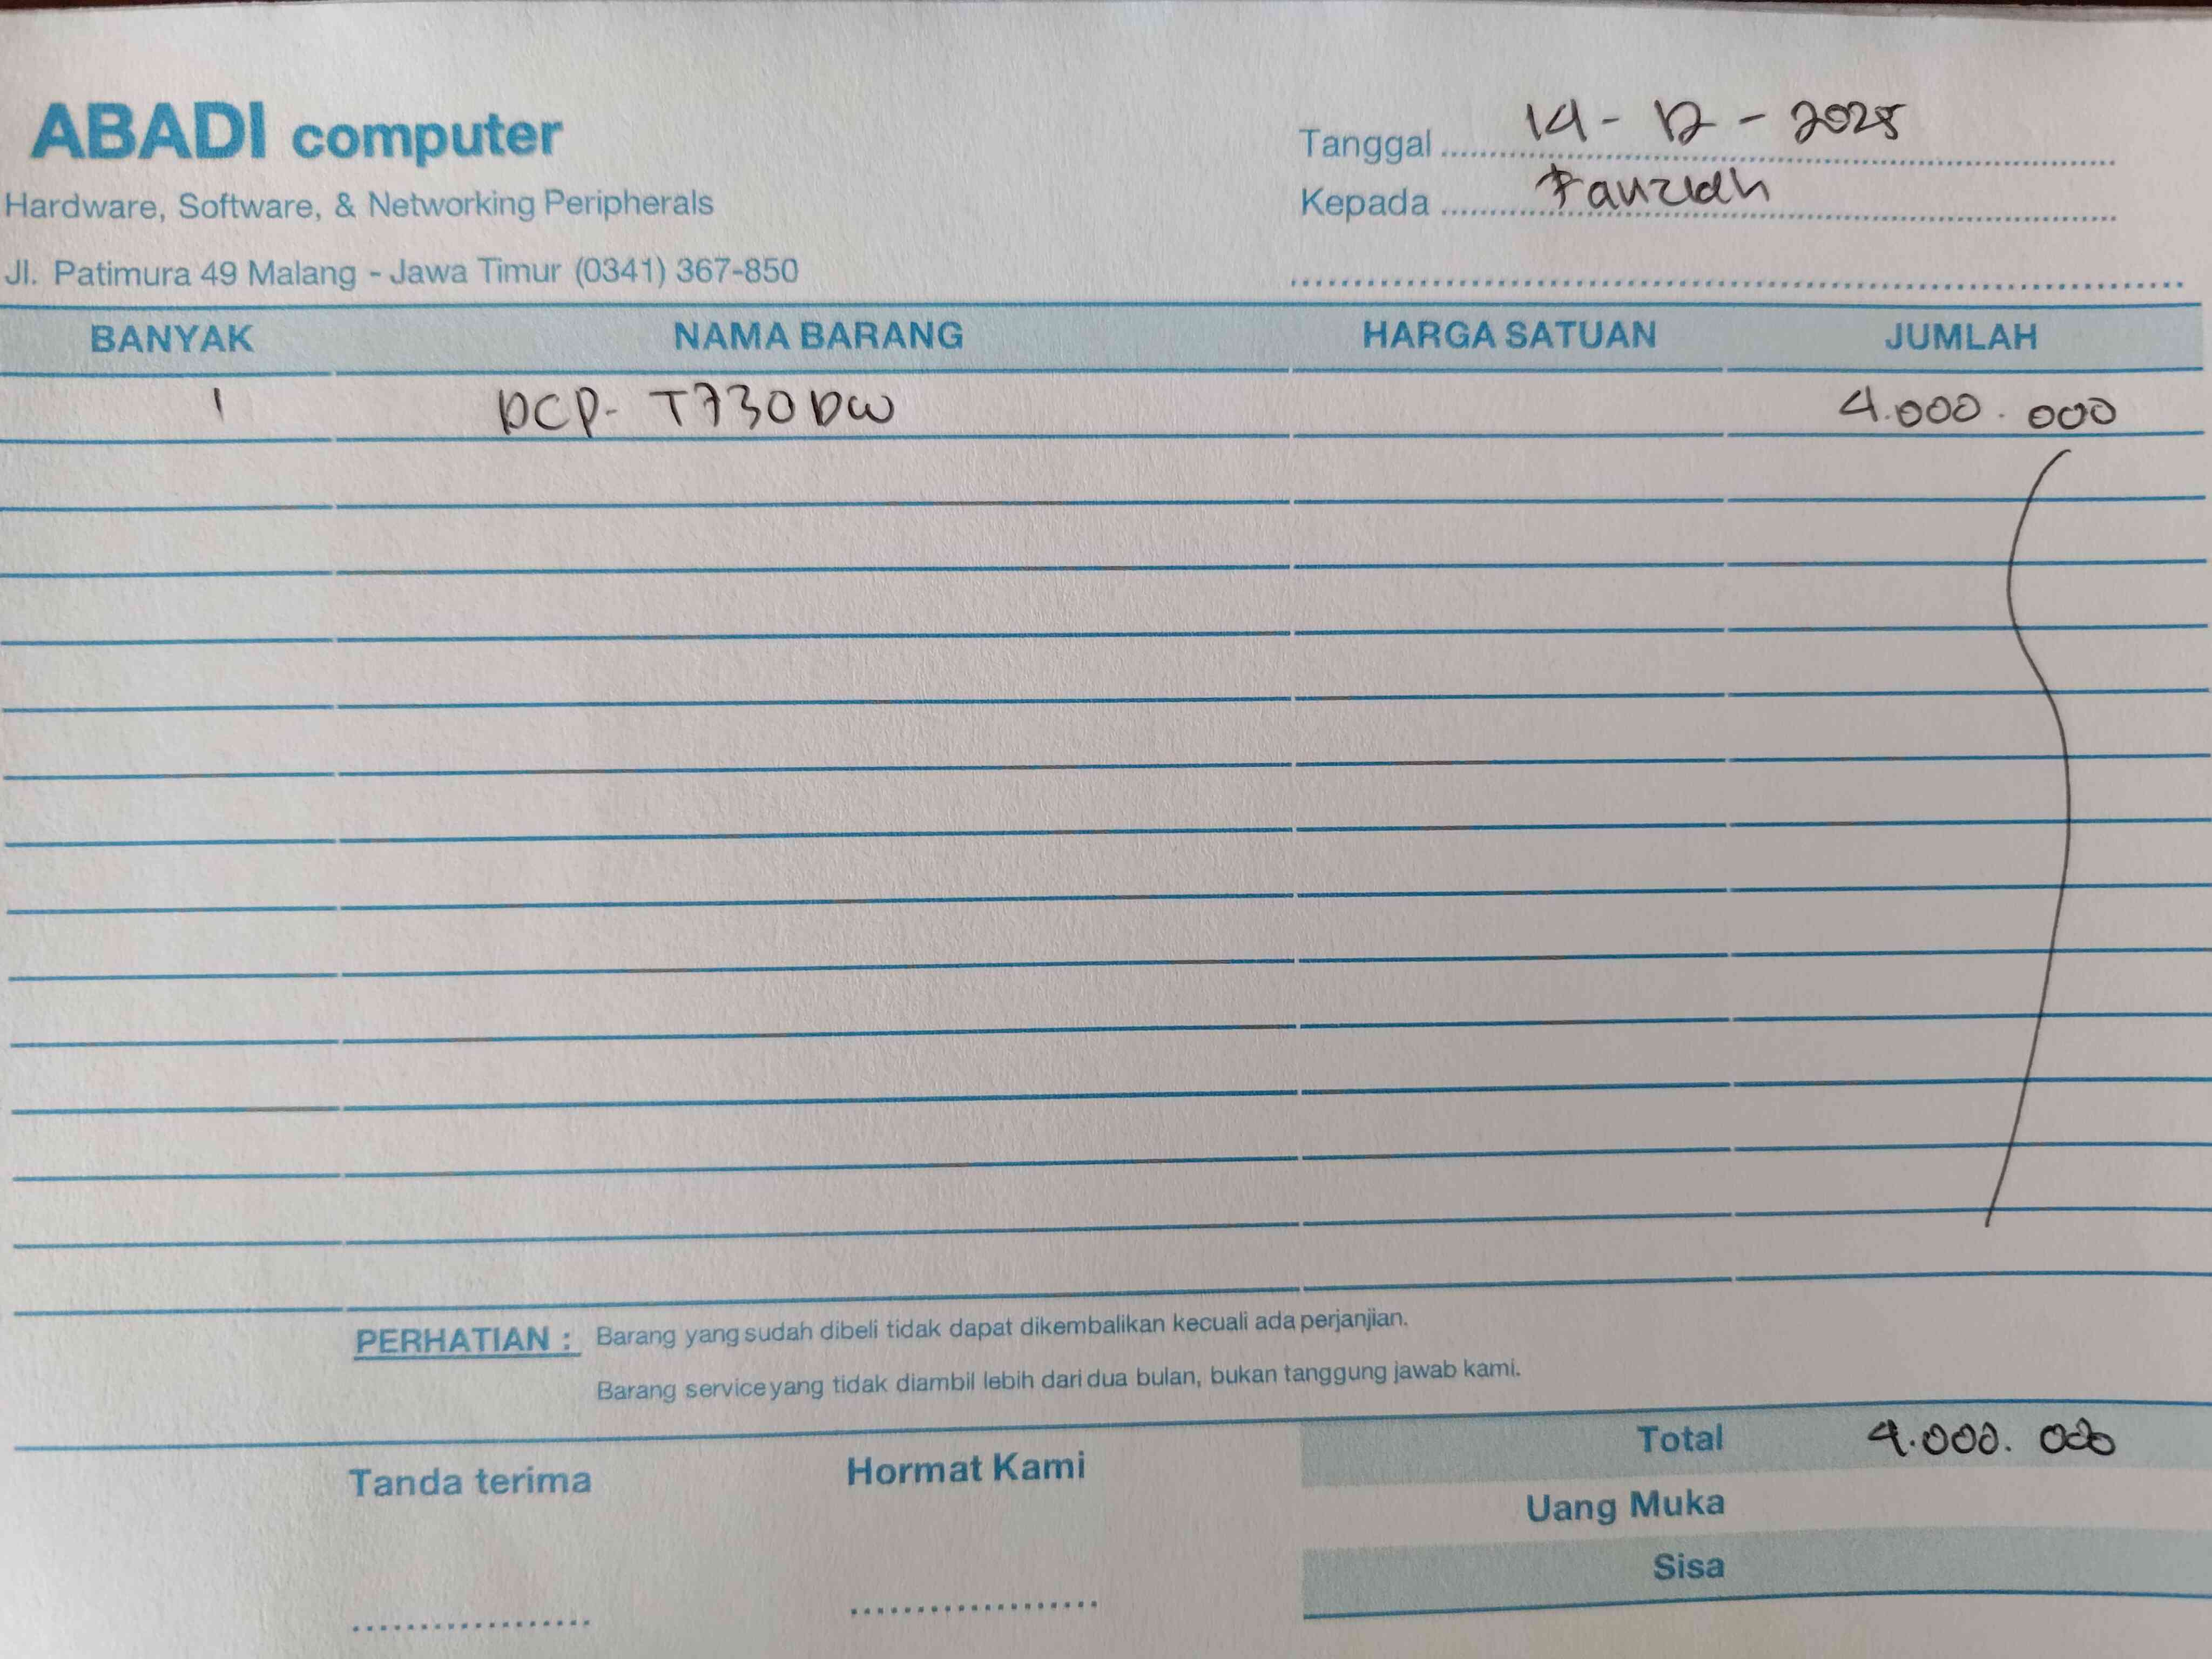 ABADI computer
Hardware, Software, & Networking Peripherals
Jl. Patimura 49 Malang - Jawa Timur (0341) 367-850
Tanggal 14 - 12 - 2025
Kepada Fauziah
BANYAK NAMA BARANG HARGA SATUAN JUMLAH
1 DCP- T730DW 4.000.000
PERHATIAN : Barang yang sudah dibeli tidak dapat dikembalikan kecuali ada perjanjian.
Barang service yang tidak diambil lebih dari dua bulan, bukan tanggung jawab kami.
Tanda terima
Hormat Kami
Total 4.000.000
Uang Muka
Sisa